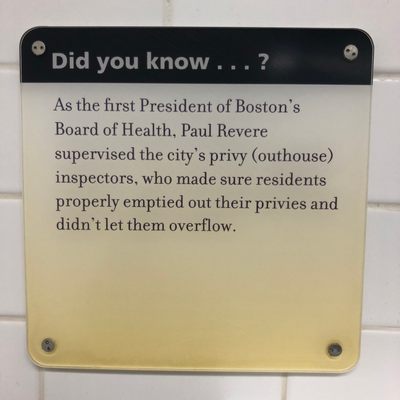 Did you know . . . ?
As the first President of Boston's
Board of Health, Paul Revere
supervised the city's privy (outhouse)
inspectors, who made sure residents
properly emptied out their privies and
didn't let them overflow.